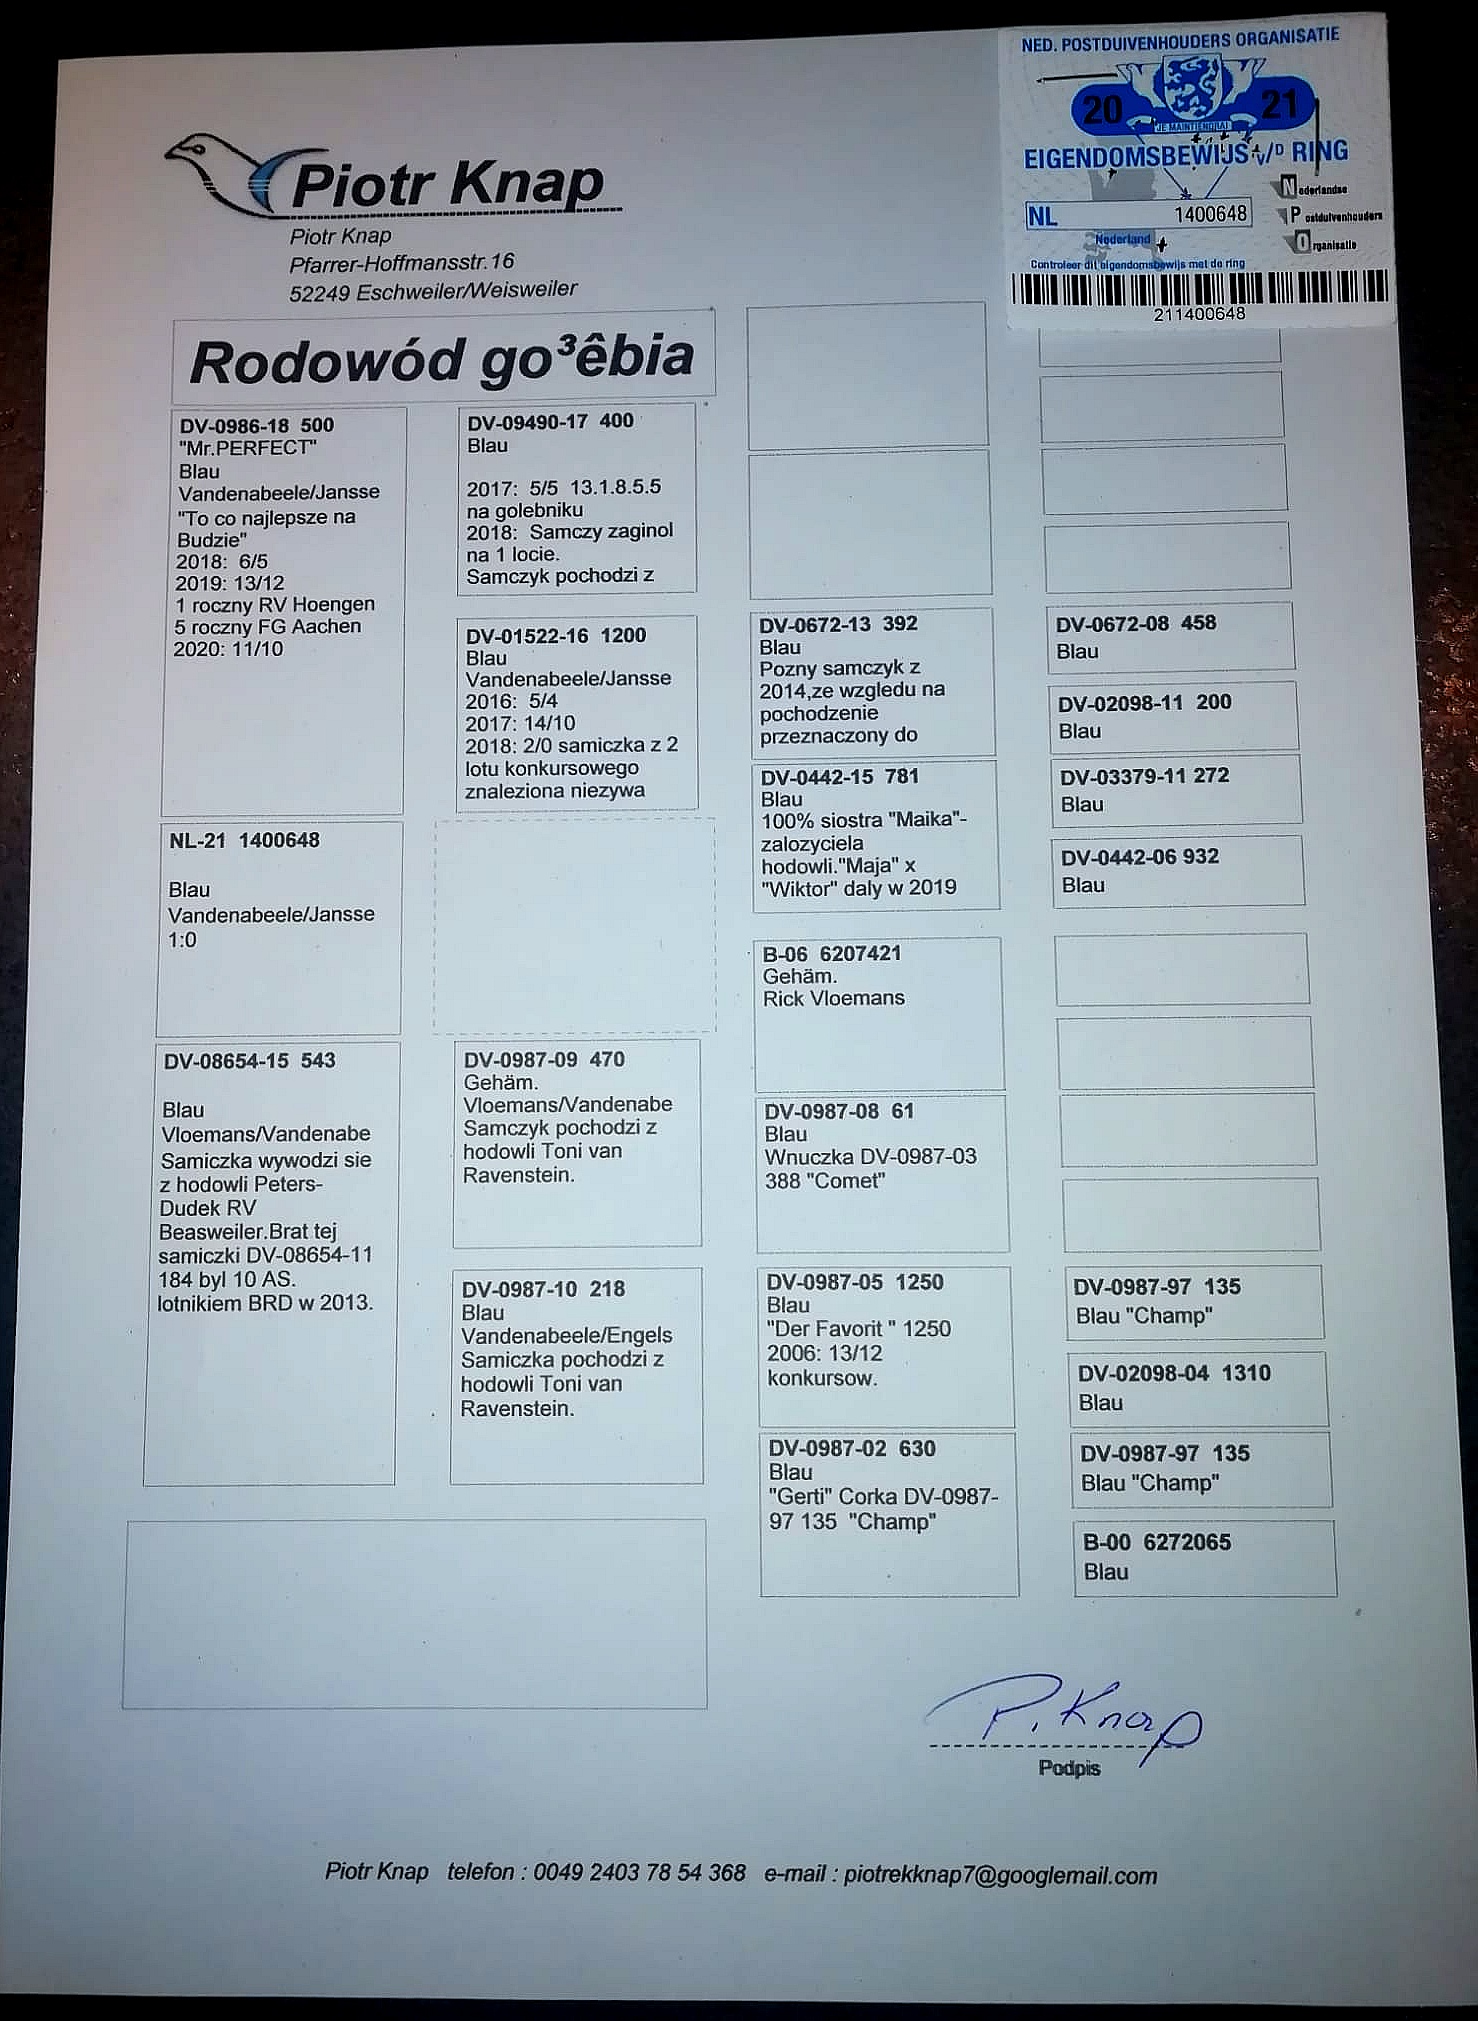 NED. POSTDUIVENHOUDERS ORGANISATIE
20 21
JE MAINTIENDRAI
EIGENDOMSBEWIJS v/D RING
NL 1400648
Nederlandse
Postduivenhouders
Organisatie
Nederland
Controleer dit eigendomsbewijs met de ring
211400648
Piotr Knap
Piotr Knap
Pfarrer-Hoffmansstr.16
52249 Eschweiler/Weisweiler
Rodowód go³êbia
DV-0986-18 500
"Mr.PERFECT"
Blau
Vandenabeele/Jansse
"To co najlepsze na
Budzie"
2018: 6/5
2019: 13/12
1 roczny RV Hoengen
5 roczny FG Aachen
2020: 11/10
NL-21 1400648
Blau
Vandenabeele/Jansse
1:0
DV-08654-15 543
Blau
Vloemans/Vandenabe
Samiczka wywodzi sie
z hodowli Peters-
Dudek RV
Beasweiler.Brat tej
samiczki DV-08654-11
184 byl 10 AS.
lotnikiem BRD w 2013.
DV-09490-17 400
Blau
2017: 5/5 13.1.8.5.5
na golebniku
2018: Samczy zaginol
na 1 locie.
Samczyk pochodzi z
DV-01522-16 1200
Blau
Vandenabeele/Jansse
2016: 5/4
2017: 14/10
2018: 2/0 samiczka z 2
lotu konkursowego
znaleziona niezywa
DV-0987-09 470
Gehäm.
Vloemans/Vandenabe
Samczyk pochodzi z
hodowli Toni van
Ravenstein.
DV-0987-10 218
Blau
Vandenabeele/Engels
Samiczka pochodzi z
hodowli Toni van
Ravenstein.
DV-0672-13 392
Blau
Pozny samczyk z
2014,ze wzgledu na
pochodzenie
przeznaczony do
DV-0442-15 781
Blau
100% siostra "Maika"-
zalozyciela
hodowli."Maja" x
"Wiktor" daly w 2019
B-06 6207421
Gehäm.
Rick Vloemans
DV-0987-08 61
Blau
Wnuczka DV-0987-03
388 "Comet"
DV-0987-05 1250
Blau
"Der Favorit " 1250
2006: 13/12
konkursow.
DV-0987-02 630
Blau
"Gerti" Corka DV-0987-
97 135 "Champ"
DV-0672-08 458
Blau
DV-02098-11 200
Blau
DV-03379-11 272
Blau
DV-0442-06 932
Blau
DV-0987-97 135
Blau "Champ"
DV-02098-04 1310
Blau
DV-0987-97 135
Blau "Champ"
B-00 6272065
Blau
P. Knap
Podpis
Piotr Knap telefon : 0049 2403 78 54 368 e-mail : piotrekknap7@googlemail.com